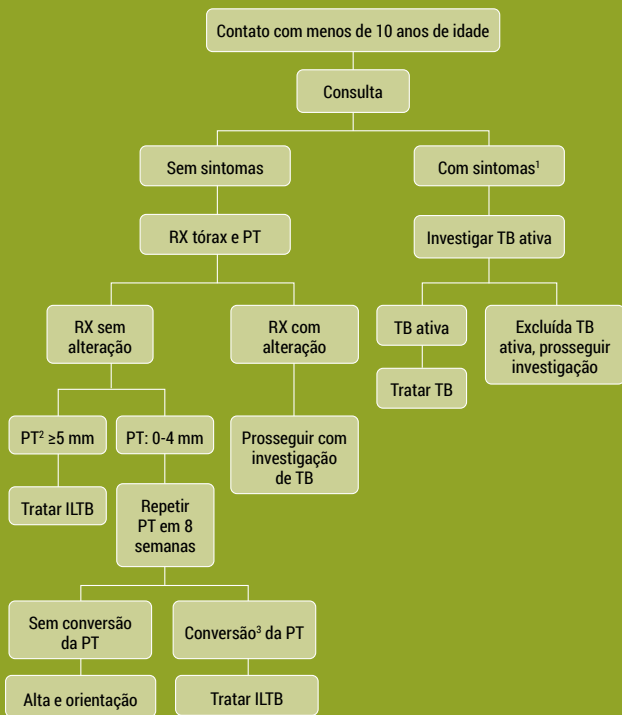 Contato com menos de 10 anos de idade
Consulta
Sem sintomas
Com sintomas¹
RX tórax e PT
Investigar TB ativa
RX sem
alteração
RX com
alteração
TB ativa
Excluída TB
ativa, prosseguir
investigação
Tratar TB
PT² ≥5 mm
PT: 0-4 mm
Prosseguir com
investigação
de TB
Tratar ILTB
Repetir
PT em 8
semanas
Sem conversão
da PT
Conversão³ da PT
Alta e orientação
Tratar ILTB